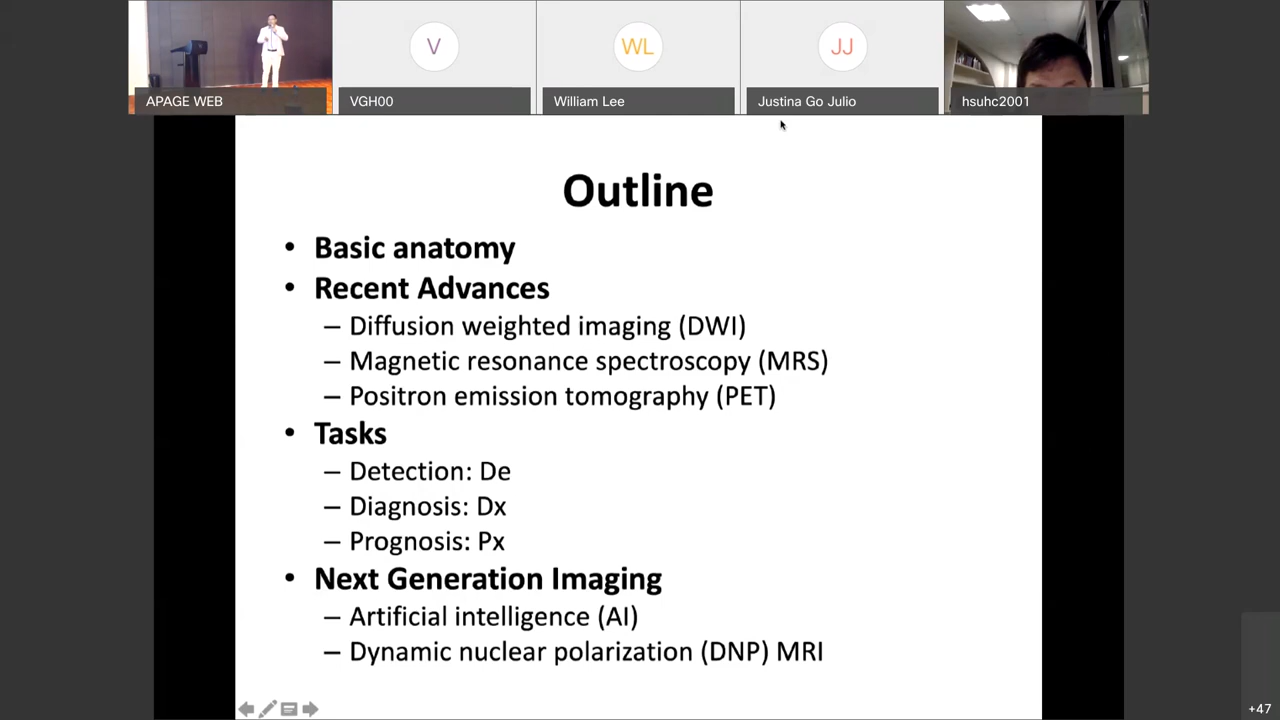 V
WL
JJ
APAGE WEB
VGH00
William Lee
Justina Go Julio
hsuhc2001
Outline
• Basic anatomy
• Recent Advances
– Diffusion weighted imaging (DWI)
– Magnetic resonance spectroscopy (MRS)
– Positron emission tomography (PET)
• Tasks
– Detection: De
– Diagnosis: Dx
– Prognosis: Px
• Next Generation Imaging
– Artificial intelligence (AI)
– Dynamic nuclear polarization (DNP) MRI
+47